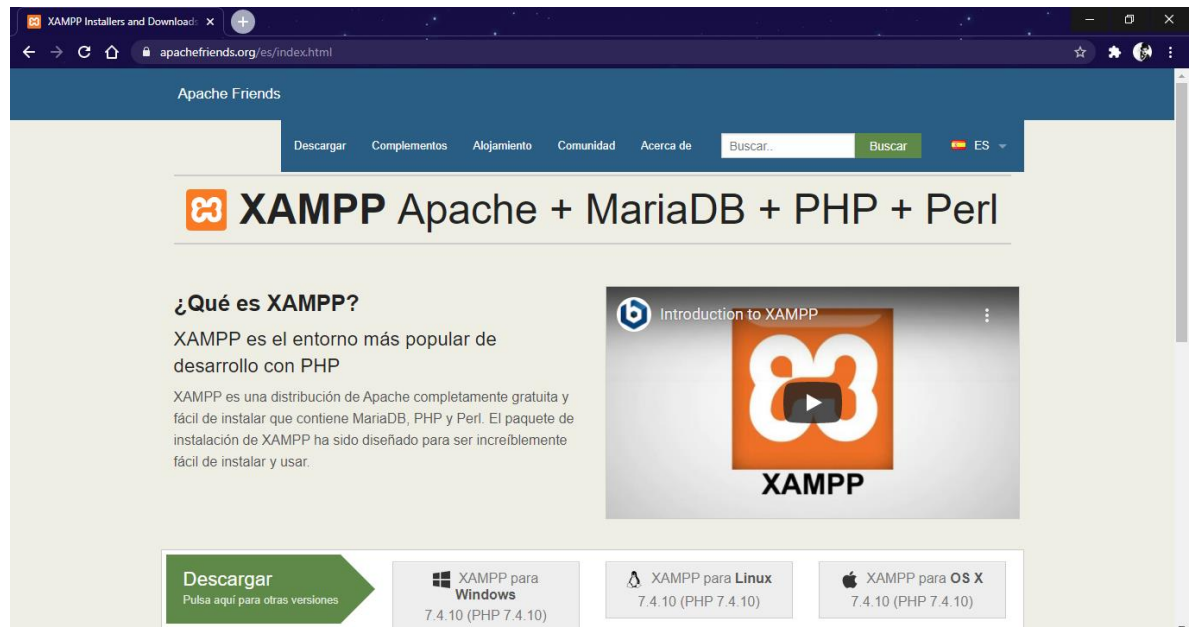 XAMPP Installers and Download
apachefriends.org/es/index.html
Apache Friends
Descargar Complementos Alojamiento Comunidad Acerca de Buscar.. Buscar ES
XAMPP Apache + MariaDB + PHP + Perl
¿Qué es XAMPP?
XAMPP es el entorno más popular de
desarrollo con PHP
XAMPP es una distribución de Apache completamente gratuita y
fácil de instalar que contiene MariaDB, PHP y Perl. El paquete de
instalación de XAMPP ha sido diseñado para ser increíblemente
fácil de instalar y usar.
Introduction to XAMPP
XAMPP
Descargar
Pulsa aquí para otras versiones
XAMPP para
Windows
7.4.10 (PHP 7.4.10)
XAMPP para Linux
7.4.10 (PHP 7.4.10)
XAMPP para OS X
7.4.10 (PHP 7.4.10)